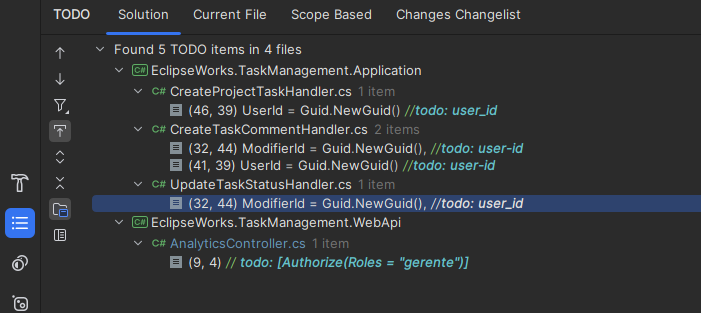 TODO Solution Current File Scope Based Changes Changelist
Found 5 TODO items in 4 files
C# EclipseWorks.TaskManagement.Application
C# CreateProjectTaskHandler.cs 1 item
(46, 39) UserId = Guid.NewGuid() //todo: user_id
C# CreateTaskCommentHandler.cs 2 items
(32, 44) ModifierId = Guid.NewGuid(), //todo: user-id
(41, 39) UserId = Guid.NewGuid() //todo: user-id
C# UpdateTaskStatusHandler.cs 1 item
(32, 44) ModifierId = Guid.NewGuid(), //todo: user_id
C# EclipseWorks.TaskManagement.WebApi
C# AnalyticsController.cs 1 item
(9, 4) // todo: [Authorize(Roles = "gerente")]